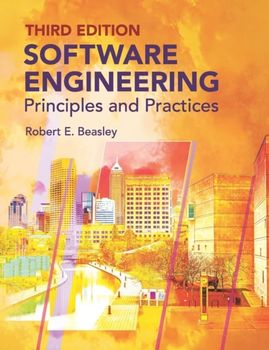 THIRD EDITION
SOFTWARE
ENGINEERING
Principles and Practices
Robert E. Beasley